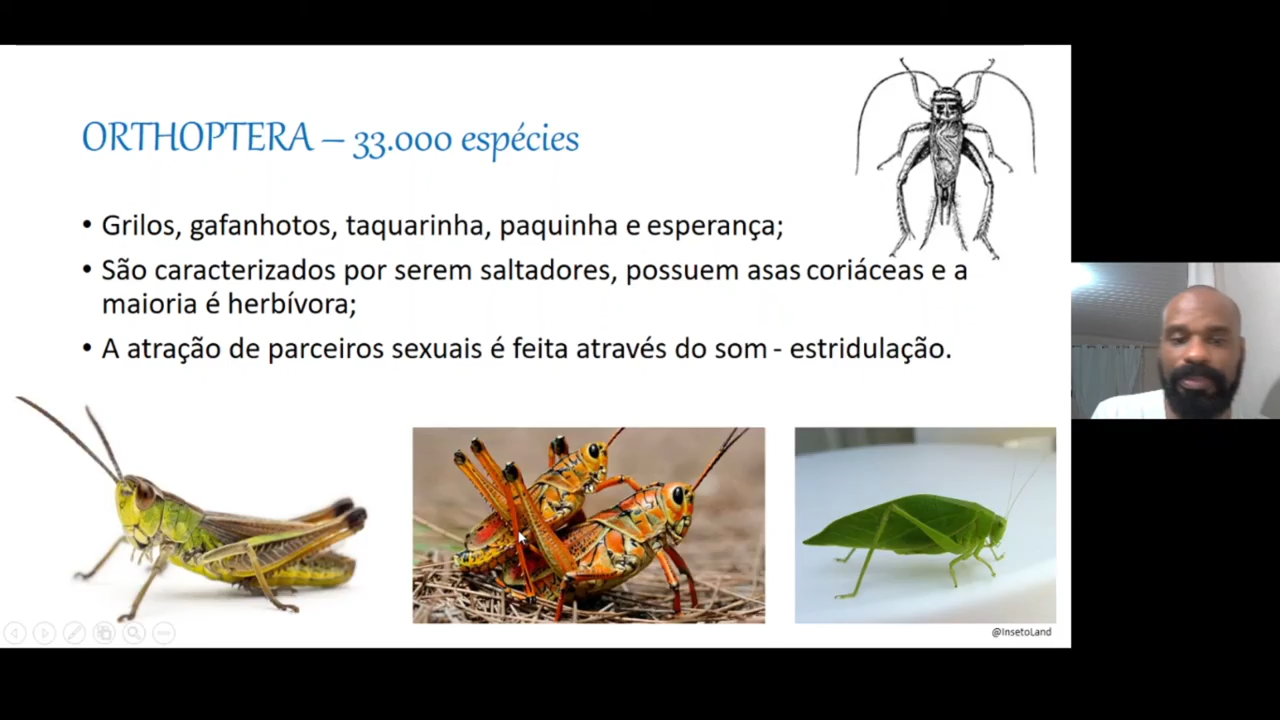 ORTHOPTERA – 33.000 espécies
• Grilos, gafanhotos, taquarinha, paquinha e esperança;
• São caracterizados por serem saltadores, possuem asas coriáceas e a
maioria é herbívora;
• A atração de parceiros sexuais é feita através do som - estridulação.
@InsetoLand